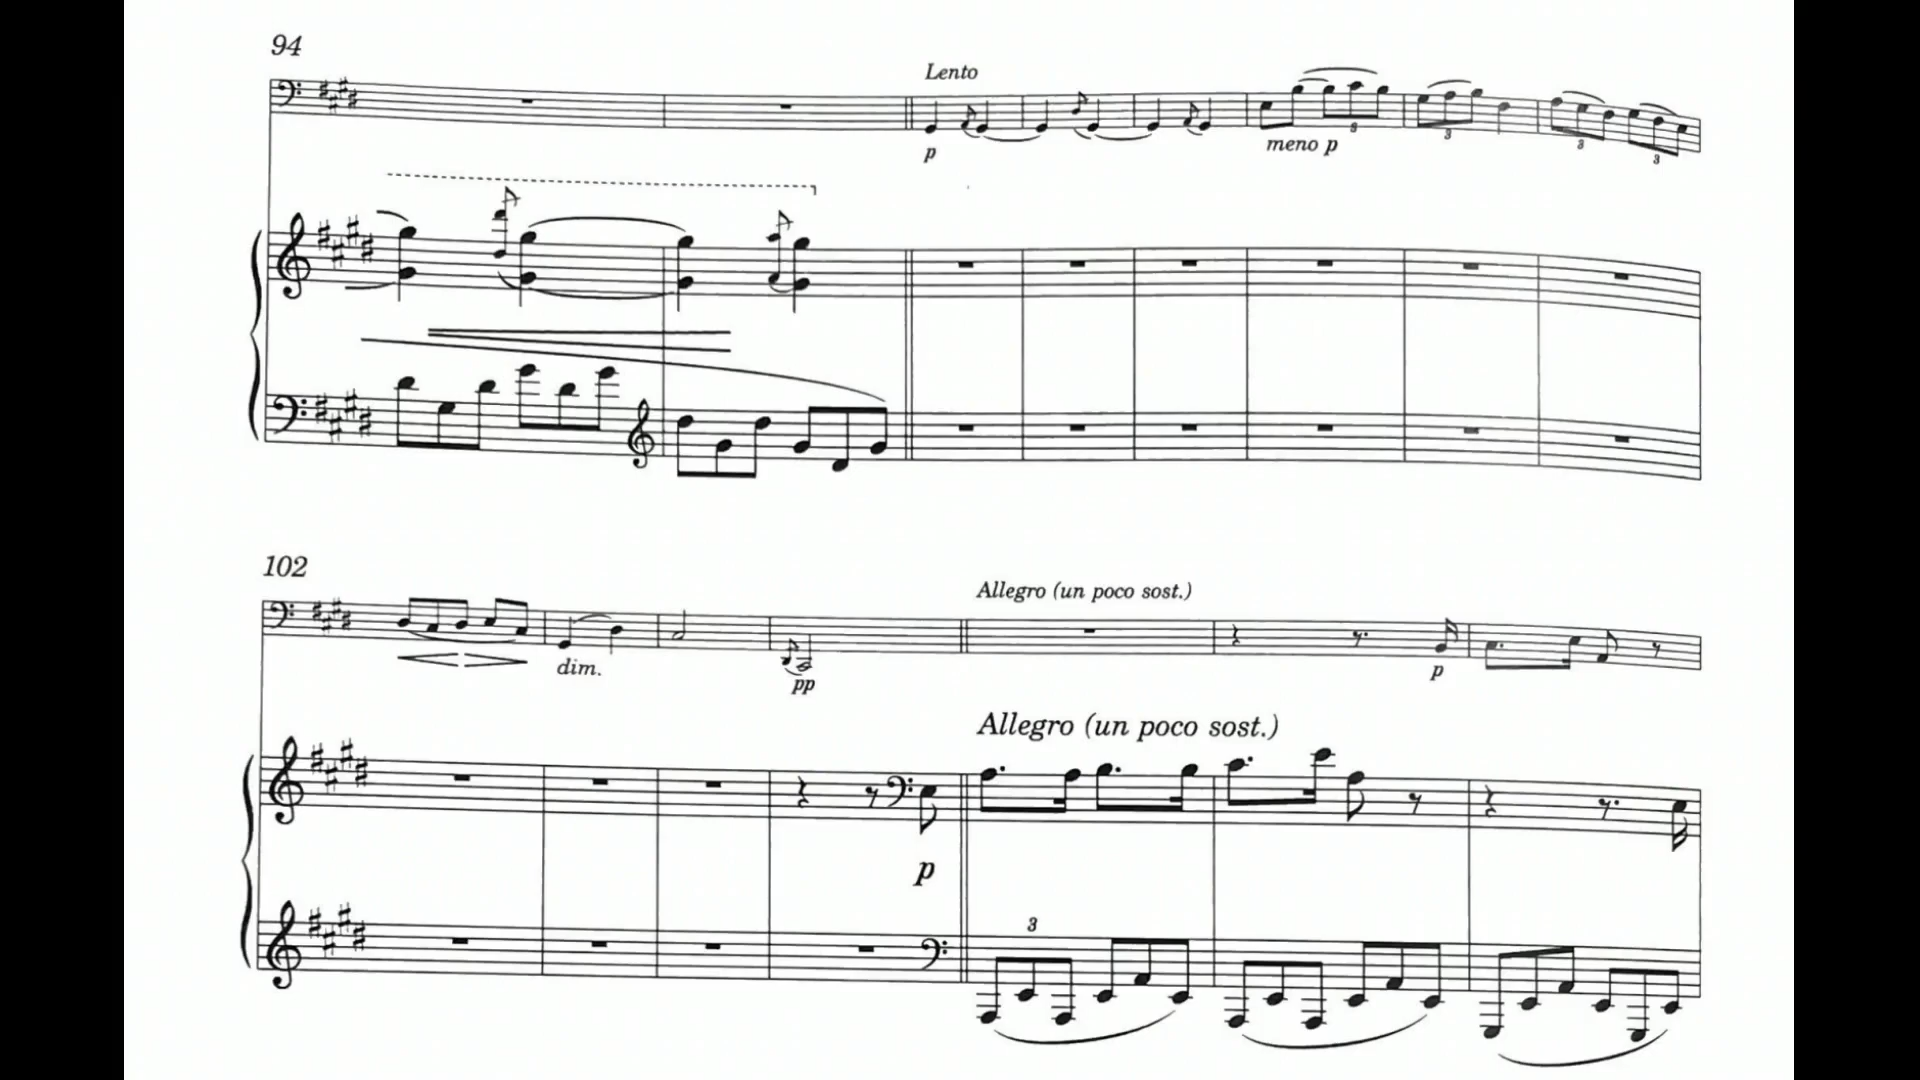 94
Lento
p
3
meno p
3
3
3
102
Allegro (un poco sost.)
dim.
pp
p
Allegro (un poco sost.)
p
3